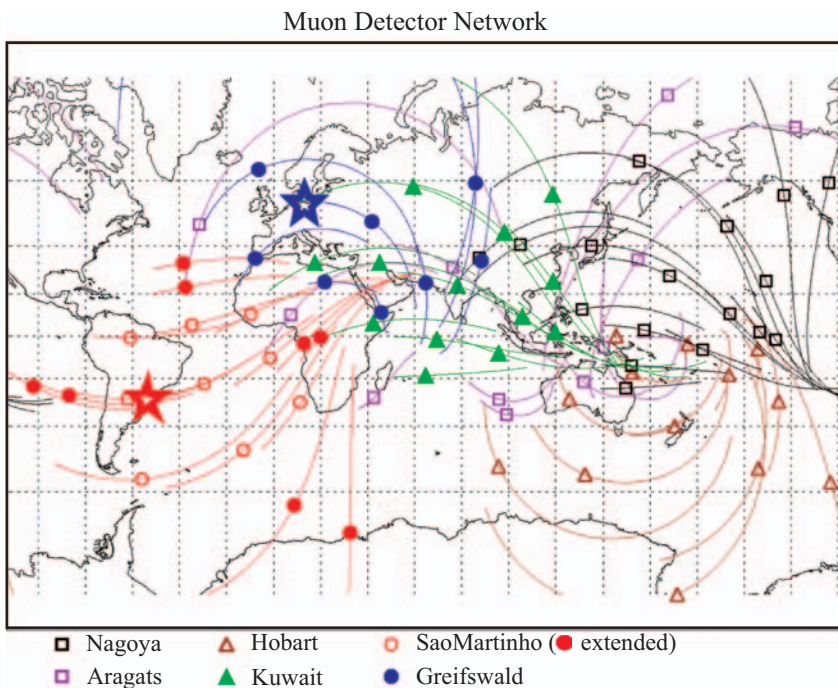 Muon Detector Network
Nagoya Hobart SaoMartinho ( extended)
Aragats Kuwait Greifswald